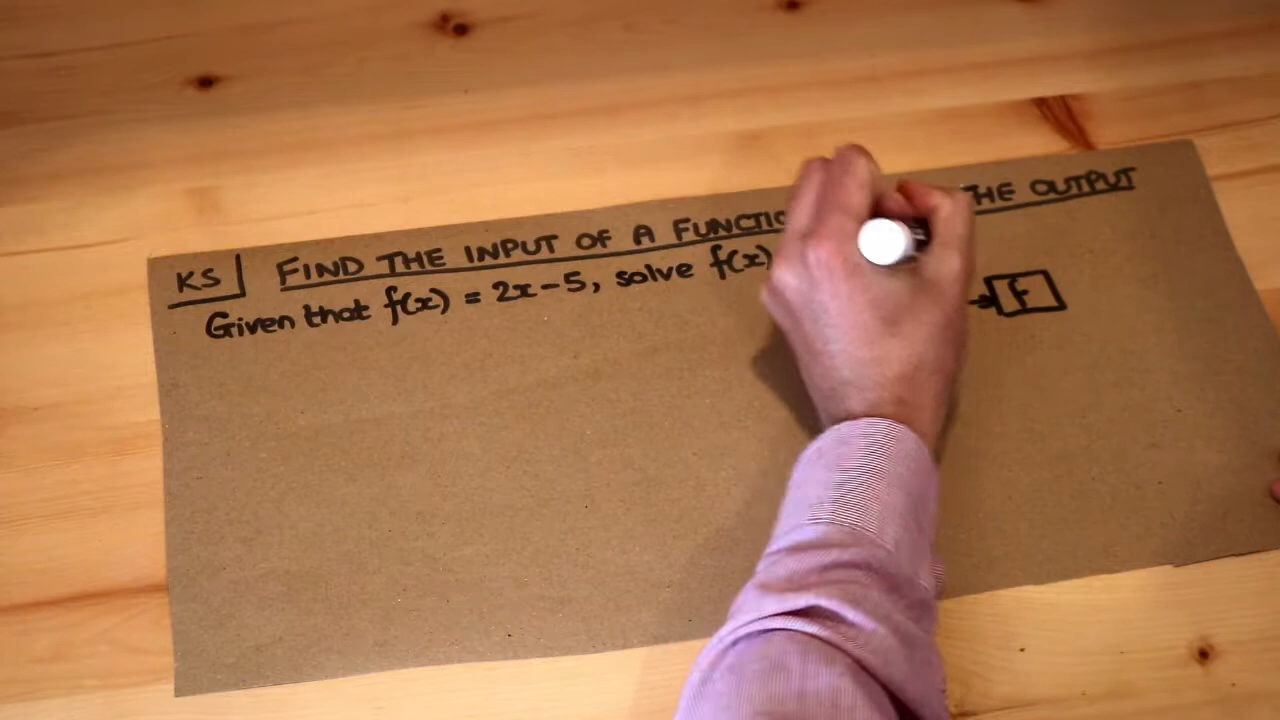 KS
FIND THE INPUT OF A FUNCTIO THE OUTPUT
Given that f(x) = 2x-5, solve f(x)
f